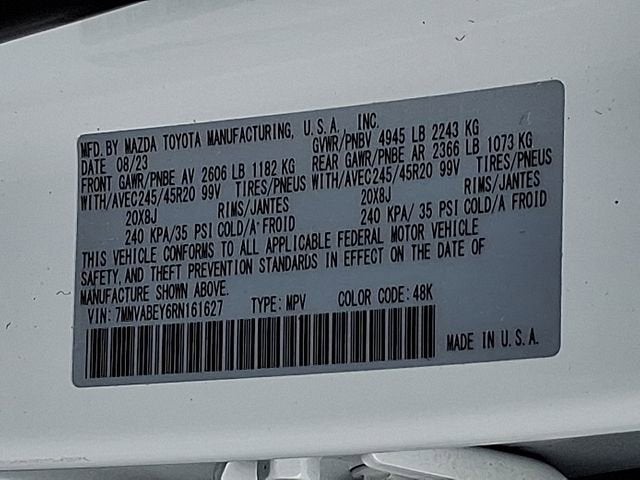 MFD. BY MAZDA TOYOTA MANUFACTURING, U.S.A. INC.
DATE 08/23 GVWR/PNBV 4945 LB 2243 KG
FRONT GAWR/PNBE AV 2606 LB 1182 KG REAR GAWR/PNBE AR 2366 LB 1073 KG
WITH/AVEC245/45R20 99V TIRES/PNEUS WITH/AVEC245/45R20 99V TIRES/PNEUS
20X8J RIMS/JANTES 20X8J RIMS/JANTES
240 KPA/35 PSI COLD/A FROID 240 KPA/ 35 PSI COLD/A FROID
THIS VEHICLE CONFORMS TO ALL APPLICABLE FEDERAL MOTOR VEHICLE
SAFETY, AND THEFT PREVENTION STANDARDS IN EFFECT ON THE DATE OF
MANUFACTURE SHOWN ABOVE.
VIN: 7MMVABEY6RN161627 TYPE: MPV COLOR CODE: 48K
MADE IN U.S.A.